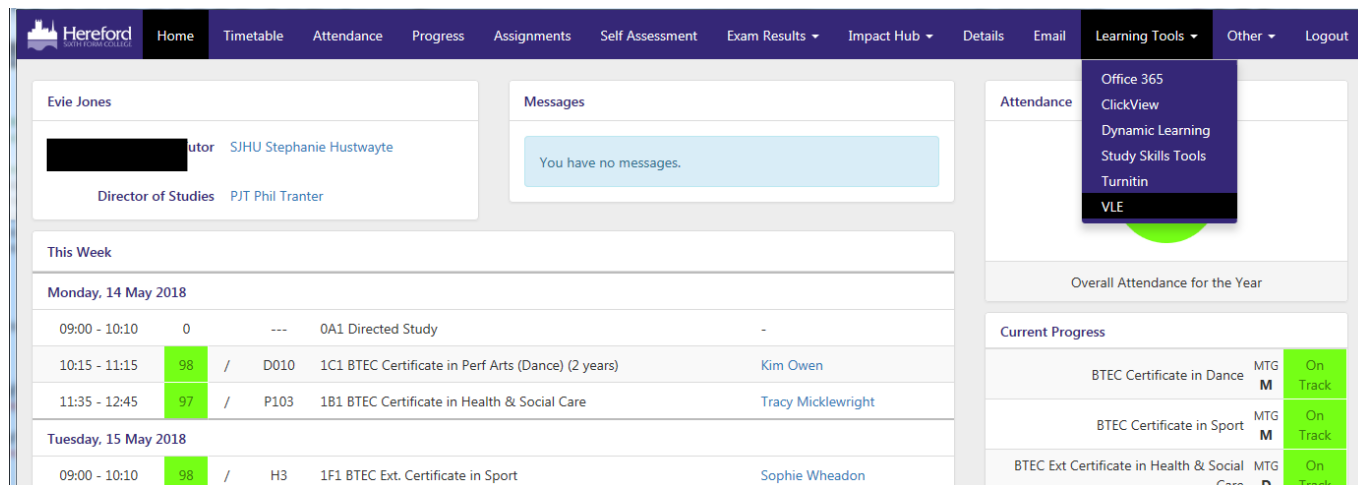 Hereford
SIXTH FORM COLLEGE
Home Timetable Attendance Progress Assignments Self Assessment Exam Results Impact Hub Details Email Learning Tools Other Logout
Office 365
ClickView
Dynamic Learning
Study Skills Tools
Turnitin
VLE
Evie Jones
utor SJHU Stephanie Hustwayte
Director of Studies PJT Phil Tranter
Messages
You have no messages.
Attendance
Overall Attendance for the Year
This Week
Monday, 14 May 2018
09:00 - 10:10 0 --- 0A1 Directed Study -
10:15 - 11:15 98 / D010 1C1 BTEC Certificate in Perf Arts (Dance) (2 years) Kim Owen
11:35 - 12:45 97 / P103 1B1 BTEC Certificate in Health & Social Care Tracy Micklewright
Tuesday, 15 May 2018
09:00 - 10:10 98 / H3 1F1 BTEC Ext. Certificate in Sport Sophie Wheadon
Current Progress
BTEC Certificate in Dance MTG M On Track
BTEC Certificate in Sport MTG M On Track
BTEC Ext Certificate in Health & Social MTG On
Care D Track